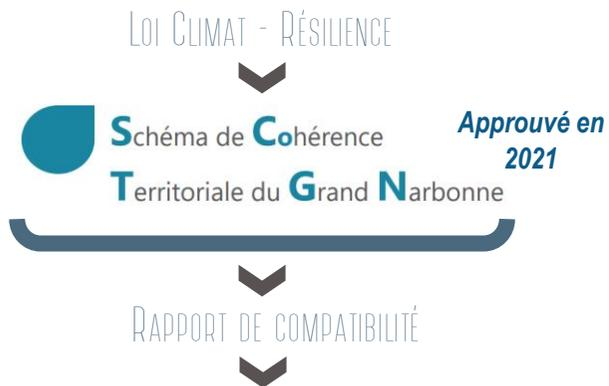 LOI CLIMAT - RÉSILIENCE
Schéma de Cohérence
Territoriale du Grand Narbonne
Approuvé en
2021
RAPPORT DE COMPATIBILITÉ